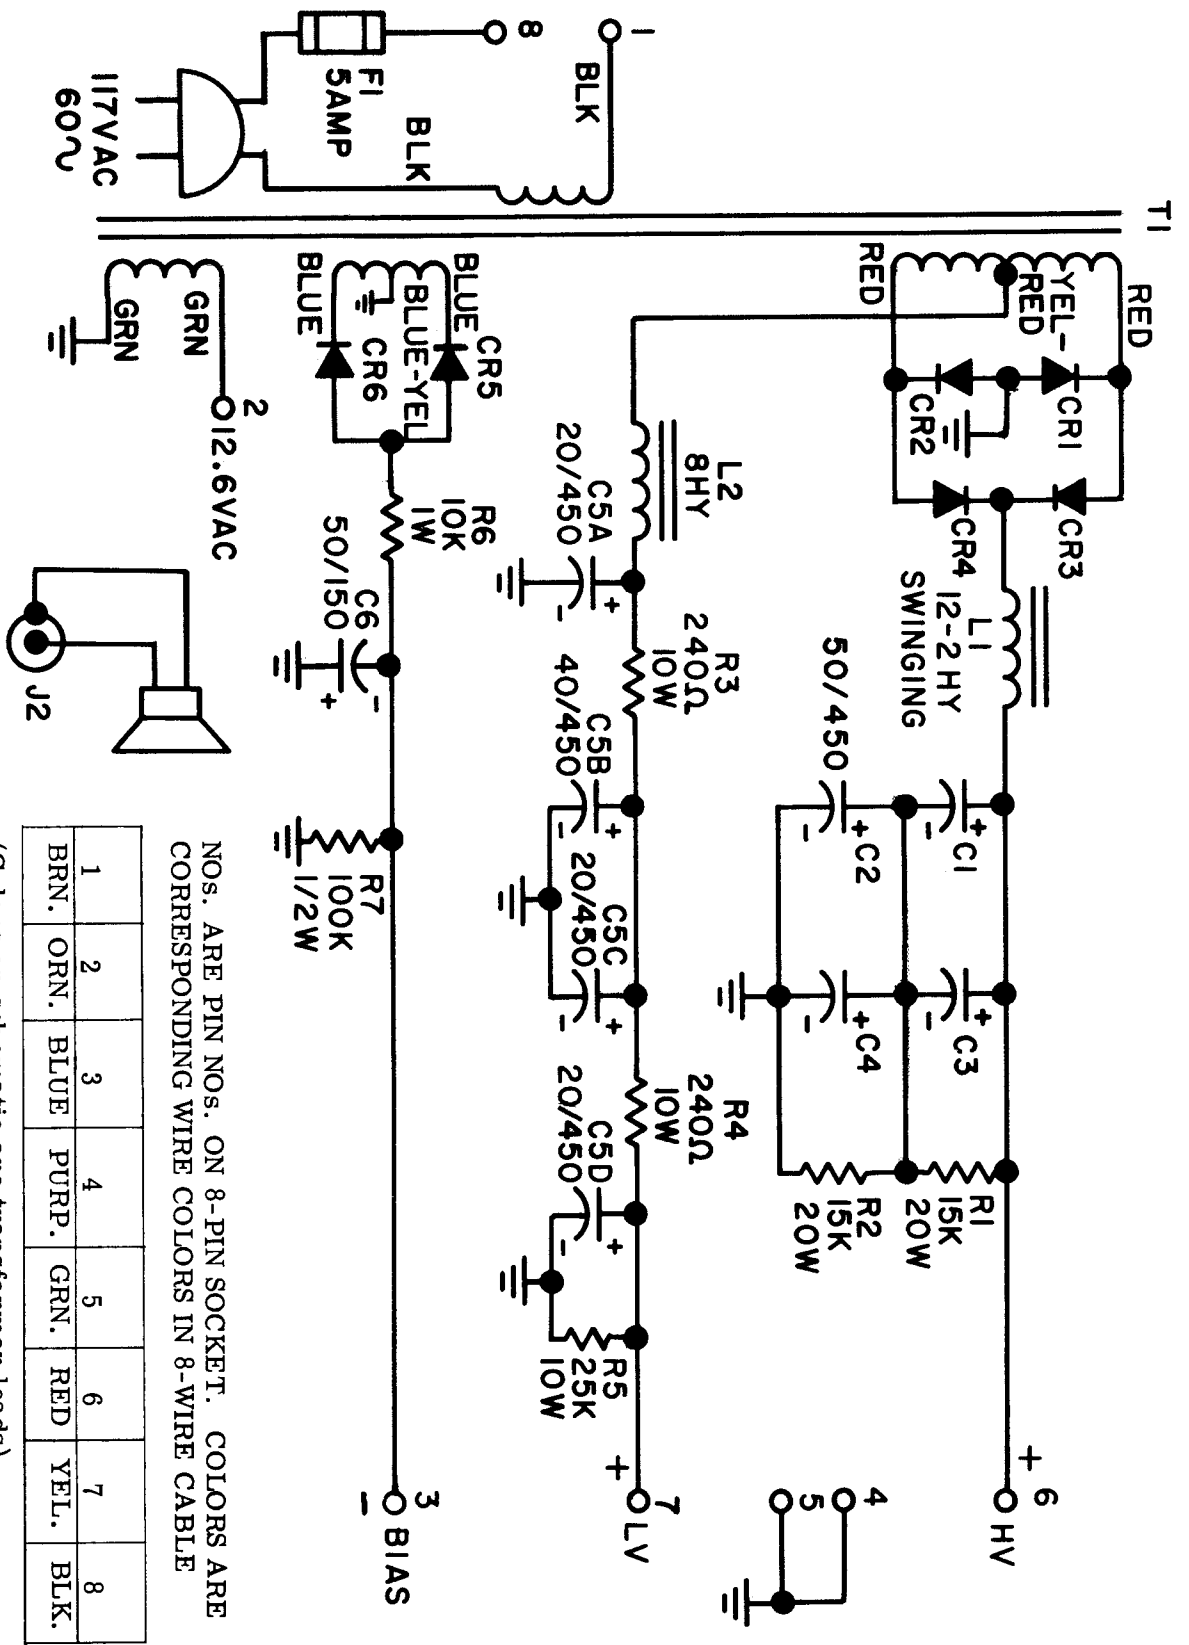 T1
117VAC
60∿
F1
5AMP
8
1
BLK
BLK
RED
YEL-
RED
RED
CR1
CR2
CR3
CR4
L1
12-2 HY
SWINGING
C1
50/450
C2
C3
C4
R1
15K
20W
R2
15K
20W
+
6
HV
4
5
L2
8HY
C5A
20/450
+
-
R3
240Ω
10W
C5B
40/450
+
-
C5C
20/450
+
-
R4
240Ω
10W
C5D
20/450
+
-
R5
25K
10W
+
7
LV
BLUE
BLUE-YEL
BLUE
CR5
CR6
R6
10K
1W
C6
50/150
-
+
R7
100K
1/2W
3
- BIAS
GRN
GRN
2
12.6VAC
J2
NOs. ARE PIN NOs. ON 8-PIN SOCKET. COLORS ARE
CORRESPONDING WIRE COLORS IN 8-WIRE CABLE
1 2 3 4 5 6 7 8
BRN. ORN. BLUE PURP. GRN. RED YEL. BLK.